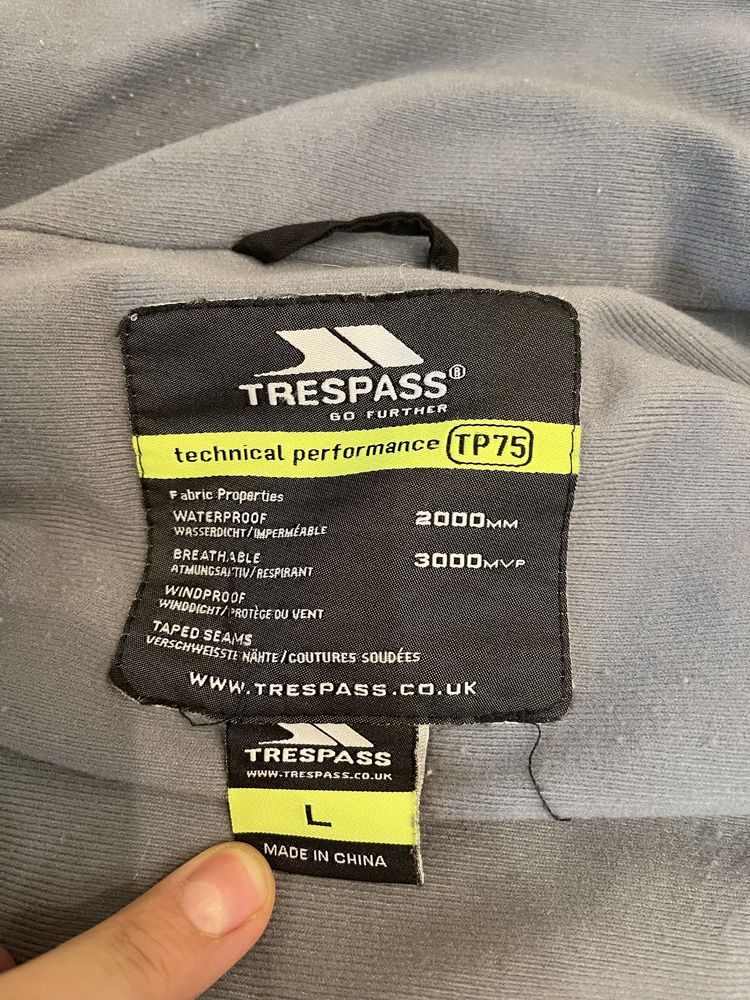 TRESPASS®
GO FURTHER
technical performance TP75
Fabric Properties
WATERPROOF 2000MM
WASSERDICHT/IMPERMÉABLE
BREATHABLE 3000MVP
ATMUNGSAKTIV/RESPIRANT
WINDPROOF
WINDDICHT/PROTÈGE DU VENT
TAPED SEAMS
VERSCHWEISSTE NÄHTE/COUTURES SOUDÉES
WWW.TRESPASS.CO.UK
TRESPASS
WWW.TRESPASS.CO.UK
L
MADE IN CHINA